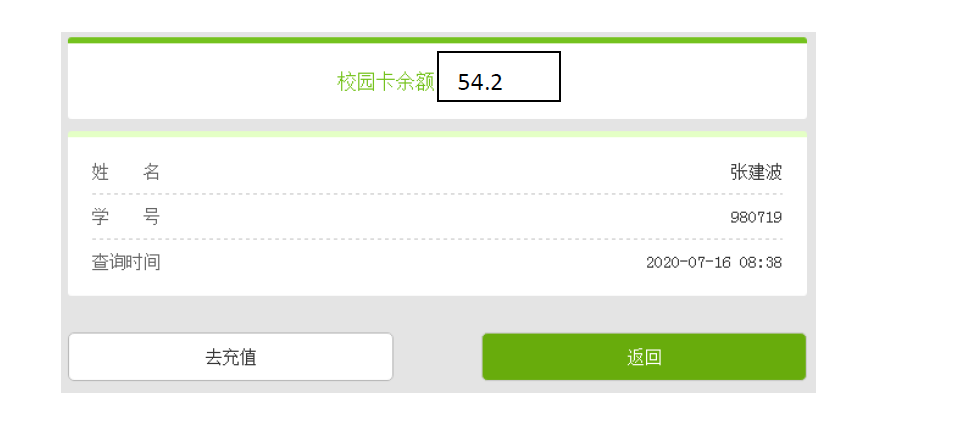 校园卡余额 54.2
姓 名 张建波
学 号 980719
查询时间 2020-07-16 08:38
去充值 返回